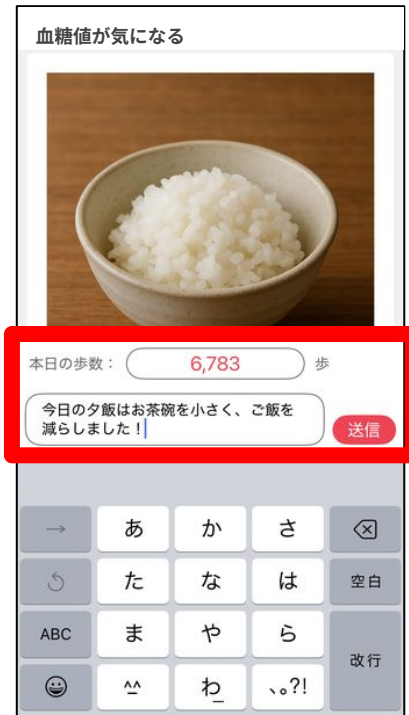 血糖値が気になる
本日の歩数： 6,783 歩
今日の夕飯はお茶碗を小さく、ご飯を
減らしました！
送信
→ あ か さ
た な は 空白
ABC ま や ら
改行
^^ わ 、。?!